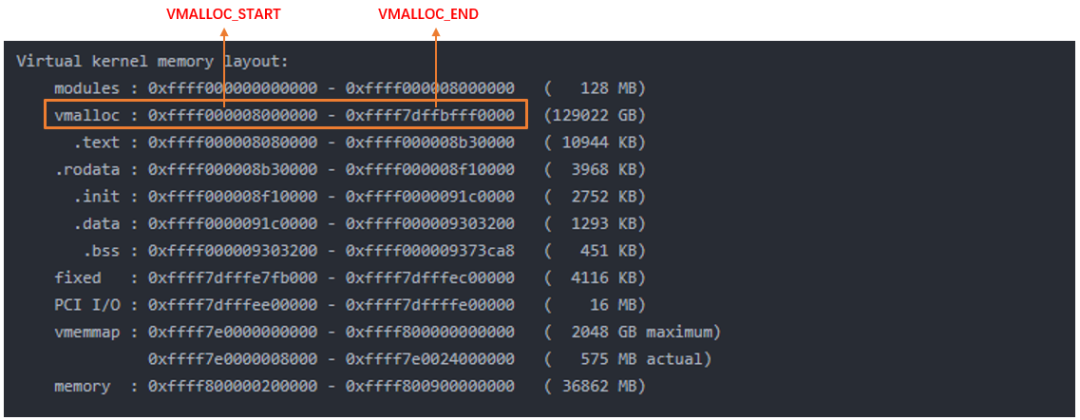 VMALLOC_START VMALLOC_END
Virtual kernel memory layout:
modules : 0xffff000000000000 - 0xffff000008000000 ( 128 MB)
vmalloc : 0xffff000008000000 - 0xffff7dffbfff0000 (129022 GB)
.text : 0xffff000008080000 - 0xffff000008b30000 ( 10944 KB)
.rodata : 0xffff000008b30000 - 0xffff000008f10000 ( 3968 KB)
.init : 0xffff000008f10000 - 0xffff0000091c0000 ( 2752 KB)
.data : 0xffff0000091c0000 - 0xffff000009303200 ( 1293 KB)
.bss : 0xffff000009303200 - 0xffff000009373ca8 ( 451 KB)
fixed : 0xffff7dfffe7fb000 - 0xffff7dfffec00000 ( 4116 KB)
PCI I/O : 0xffff7dfffee00000 - 0xffff7dffffe00000 ( 16 MB)
vmemmap : 0xffff7e0000000000 - 0xffff800000000000 ( 2048 GB maximum)
0xffff7e0000008000 - 0xffff7e0024000000 ( 575 MB actual)
memory : 0xffff800000200000 - 0xffff800900000000 ( 36862 MB)